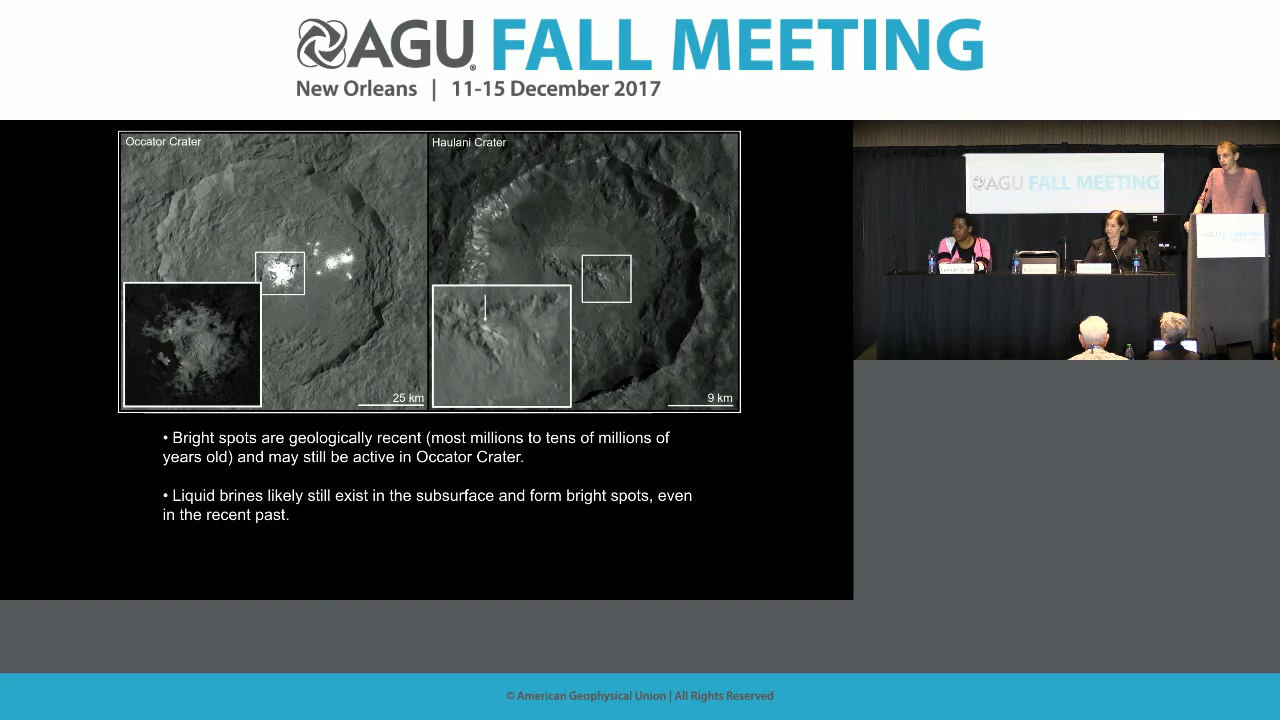 AGU FALL MEETING
New Orleans | 11-15 December 2017
Occator Crater
Haulani Crater
25 km
9 km
• Bright spots are geologically recent (most millions to tens of millions of
years old) and may still be active in Occator Crater.
• Liquid brines likely still exist in the subsurface and form bright spots, even
in the recent past.
AGU FALL MEETING
© American Geophysical Union | All Rights Reserved